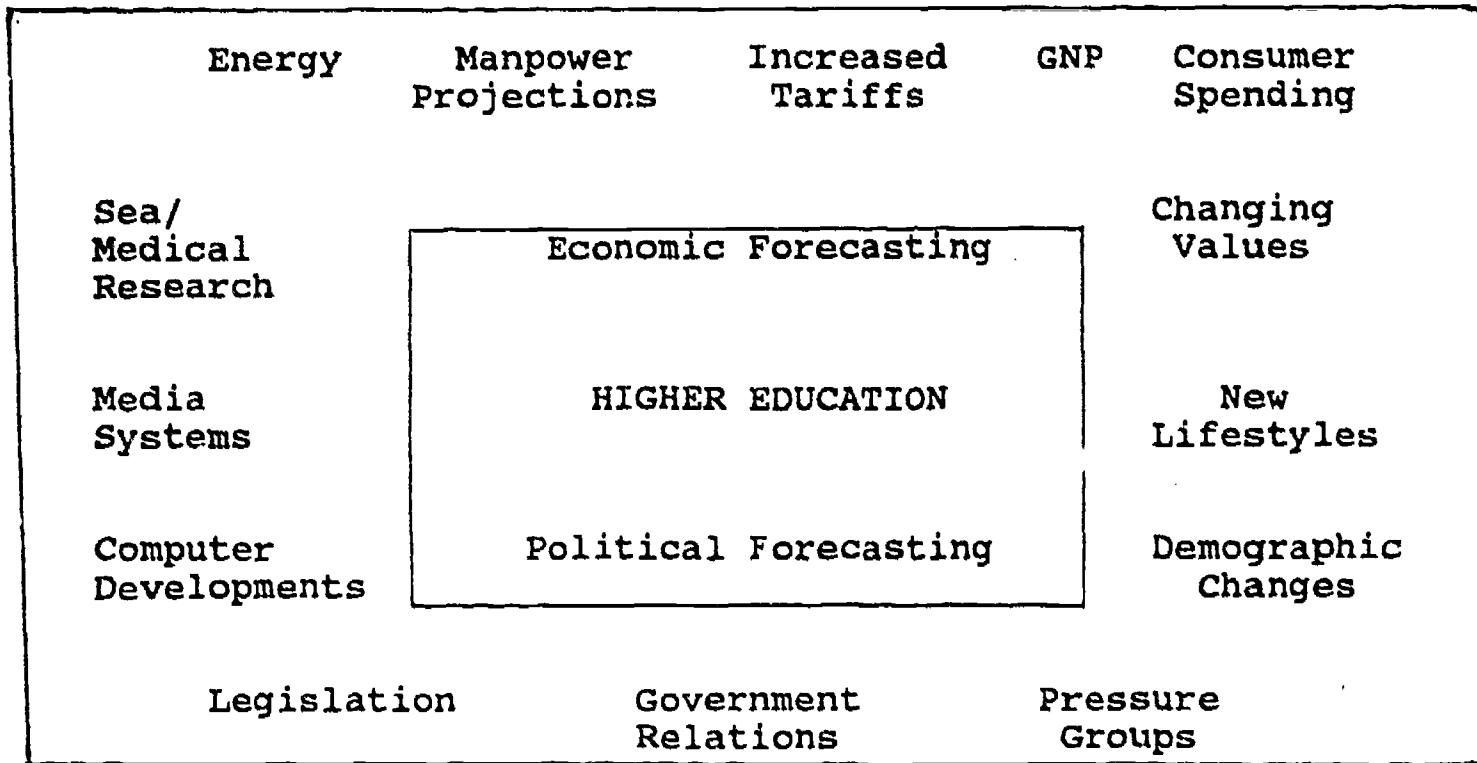 Energy Manpower Increased GNP Consumer
Projections Tariffs Spending
Sea/ Changing
Medical Economic Forecasting Values
Research
Media HIGHER EDUCATION New
Systems Lifestyles
Computer Political Forecasting Demographic
Developments Changes
Legislation Government Pressure
Relations Groups